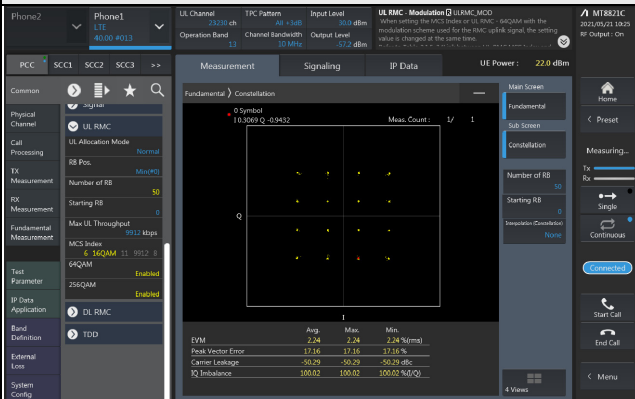 Phone2
Phone1
LTE
40.00 #013
UL Channel
23230 ch
TPC Pattern
All +3dB
Input Level
30.0 dBm
Operation Band
13
Channel Bandwidth
10 MHz
Output Level
-57.2 dBm
UL RMC - Modulation ULRMC_MOD
When setting the MCS Index or ULRMC - 64QAM with the
modulation scheme used for the RMC uplink signal, the setting
value is changed at the same time.
MT8821C
2021/05/21 10:25
RF Output : On
PCC
SCC1
SCC2
SCC3
>>
Measurement
Signaling
IP Data
UE Power : 22.0 dBm
Common
Physical
Channel
Call
Processing
TX
Measurement
RX
Measurement
Fundamental
Measurement
Test
Parameter
IP Data
Application
Band
Definition
External
Loss
System
Config
Signal
UL RMC
UL Allocation Mode
Normal
RB Pos.
Min(#0)
Number of RB
50
Starting RB
0
Max UL Throughput
9912 kbps
MCS Index
6 16QAM 11 9912 8
64QAM
Enabled
256QAM
Enabled
DL RMC
TDD
Fundamental
Constellation
0 Symbol
I 0.3069 Q -0.9432
Meas. Count : 1/ 1
Q
I
Avg. Max. Min.
EVM 2.24 2.24 2.24 %(rms)
Peak Vector Error 17.16 17.16 17.16 %
Carrier Leakage -50.29 -50.29 -50.29 dBc
IQ Imbalance 100.02 100.02 100.02 %(I/Q)
Main Screen
Fundamental
Sub Screen
Constellation
Number of RB
50
Starting RB
0
Interpolation (Constellation)
None
4 Views
Home
Preset
Measuring...
Tx
Rx
Single
Continuous
Connected
Start Call
End Call
Menu